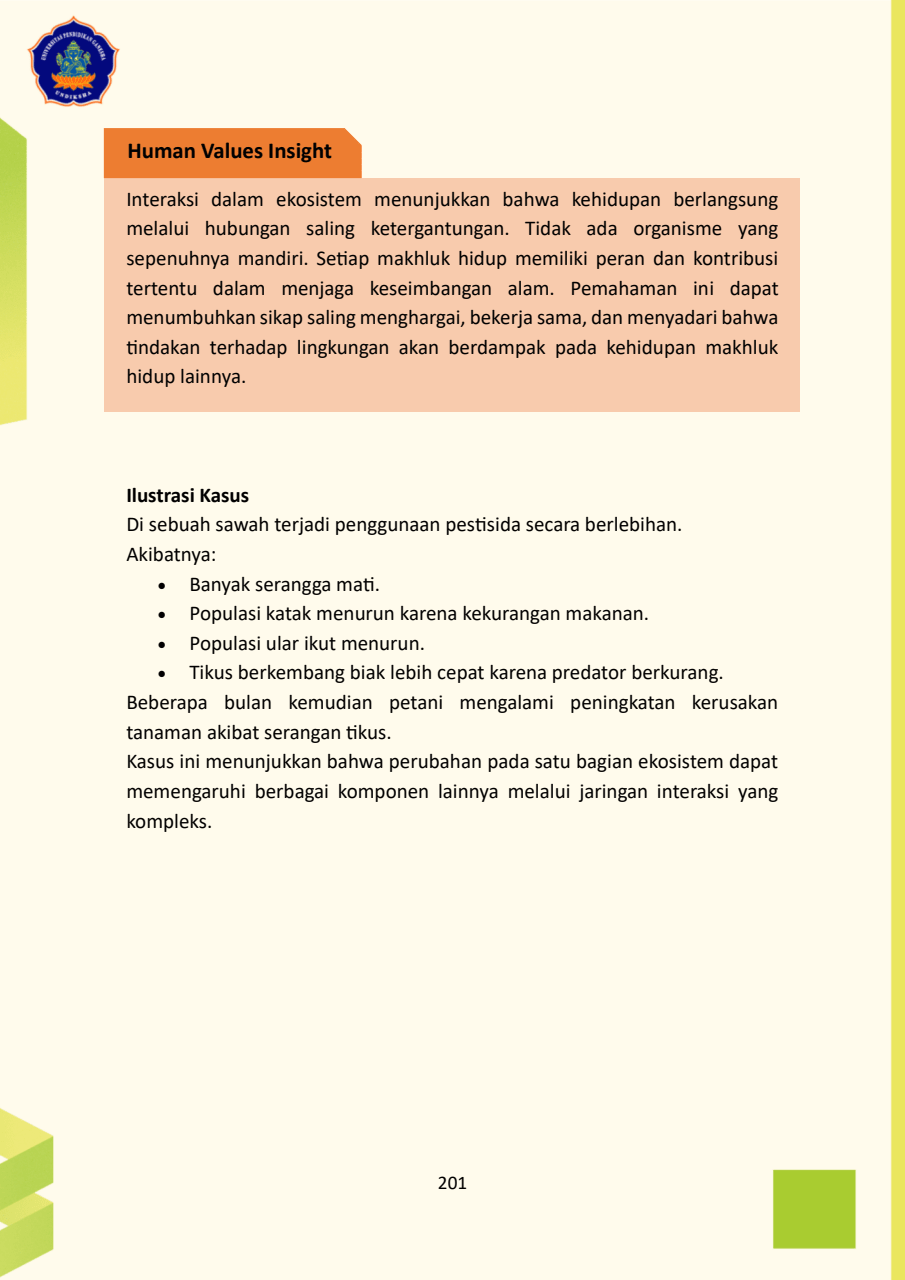 UNIVERSITAS PENDIDIKAN GANESHA
UNDIKSHA
Human Values Insight
Interaksi dalam ekosistem menunjukkan bahwa kehidupan berlangsung
melalui hubungan saling ketergantungan. Tidak ada organisme yang
sepenuhnya mandiri. Setiap makhluk hidup memiliki peran dan kontribusi
tertentu dalam menjaga keseimbangan alam. Pemahaman ini dapat
menumbuhkan sikap saling menghargai, bekerja sama, dan menyadari bahwa
tindakan terhadap lingkungan akan berdampak pada kehidupan makhluk
hidup lainnya.
Ilustrasi Kasus
Di sebuah sawah terjadi penggunaan pestisida secara berlebihan.
Akibatnya:
• Banyak serangga mati.
• Populasi katak menurun karena kekurangan makanan.
• Populasi ular ikut menurun.
• Tikus berkembang biak lebih cepat karena predator berkurang.
Beberapa bulan kemudian petani mengalami peningkatan kerusakan
tanaman akibat serangan tikus.
Kasus ini menunjukkan bahwa perubahan pada satu bagian ekosistem dapat
memengaruhi berbagai komponen lainnya melalui jaringan interaksi yang
kompleks.
201